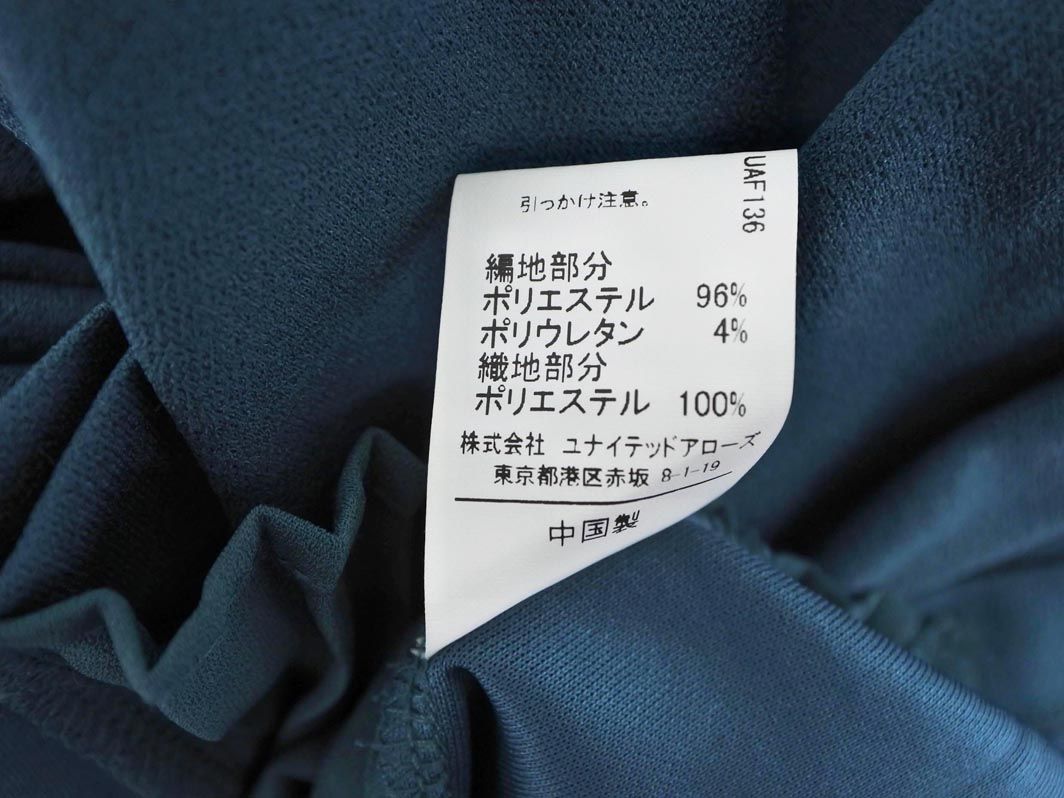 引っかけ注意。
UAF136
編地部分
ポリエステル 96%
ポリウレタン 4%
織地部分
ポリエステル 100%
株式会社 ユナイテッドアローズ
東京都港区赤坂 8-1-19
中国製